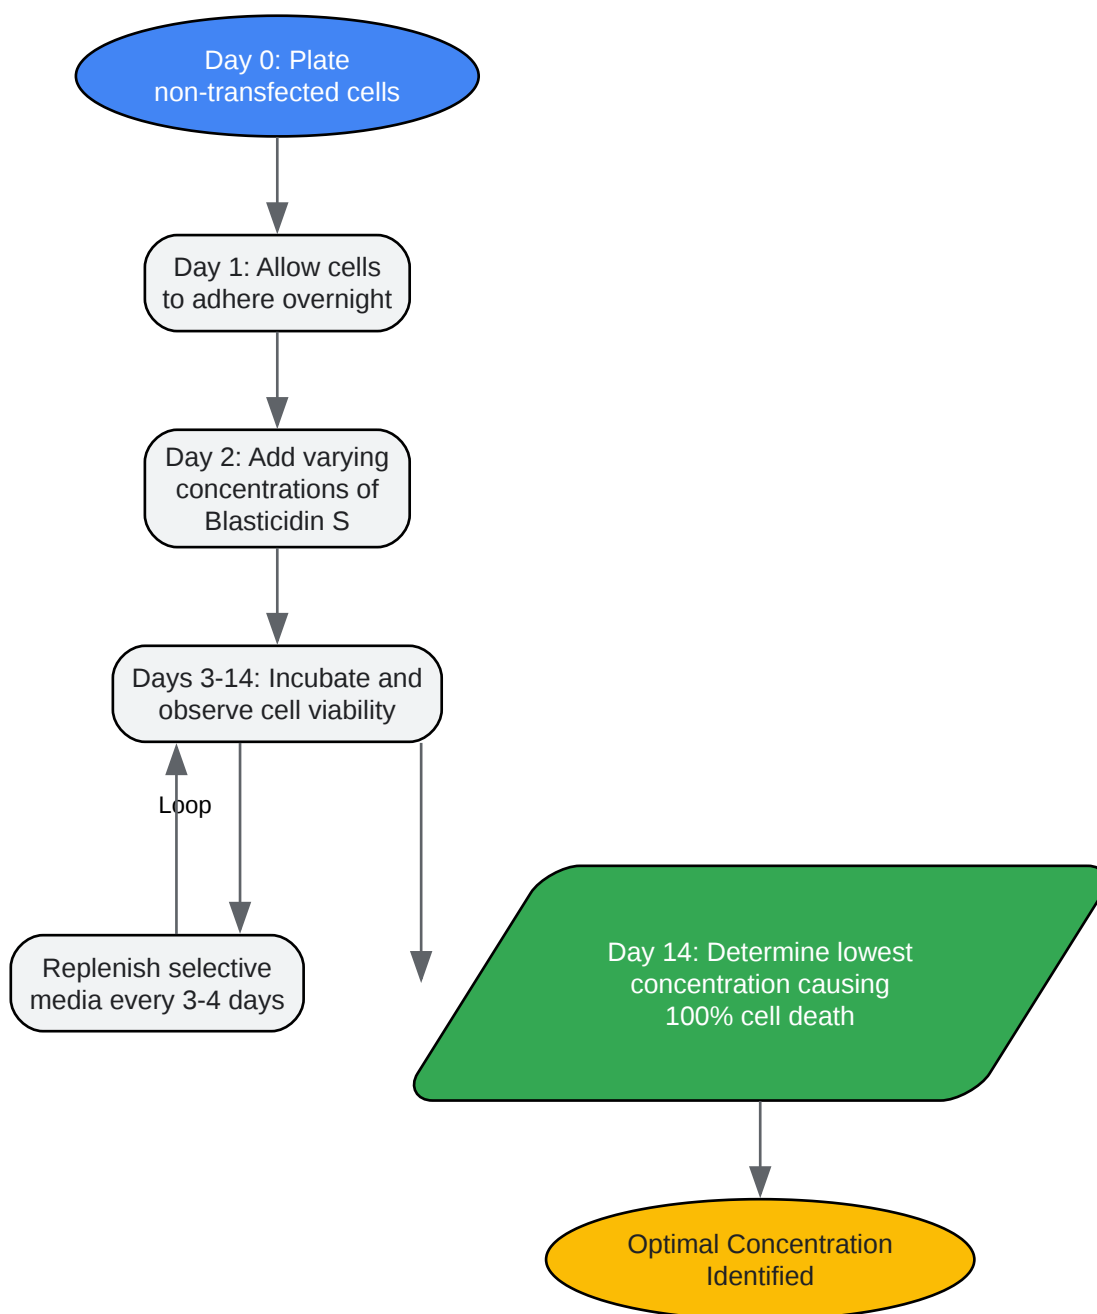 Day 0: Plate
non-transfected cells
Day 1: Allow cells
to adhere overnight
Day 2: Add varying
concentrations of
Blasticidin S
Days 3-14: Incubate and
observe cell viability
Loop
Replenish selective
media every 3-4 days
Day 14: Determine lowest
concentration causing
100% cell death
Optimal Concentration
Identified